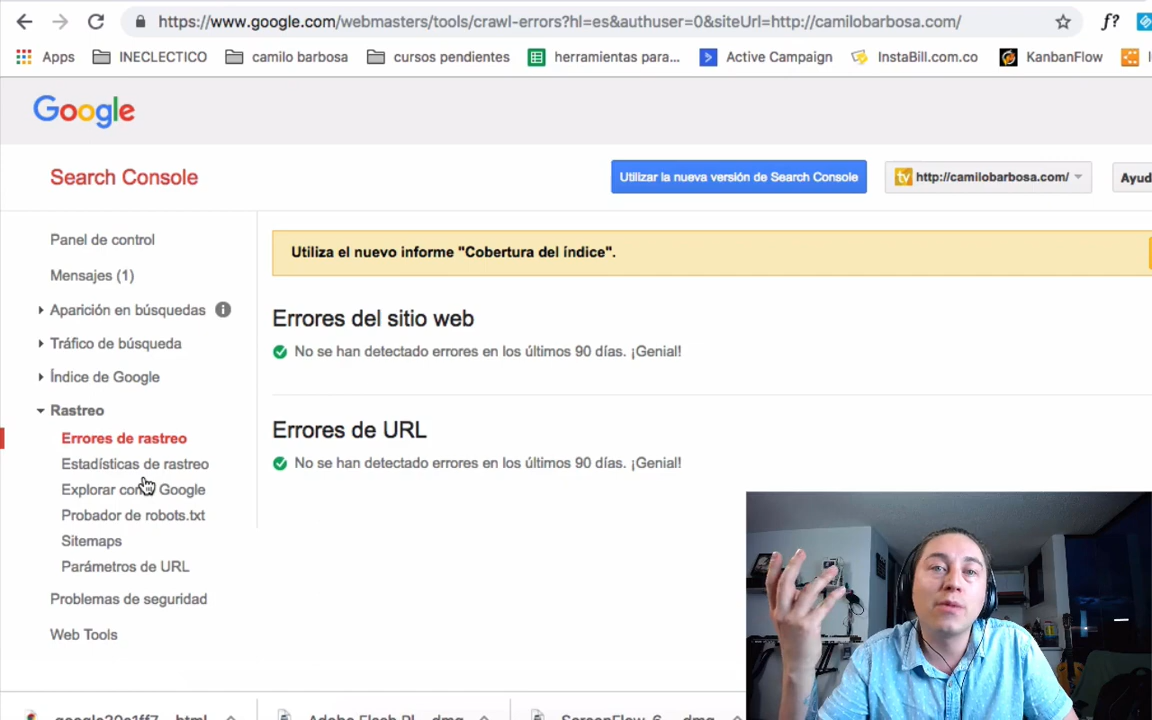 https://www.google.com/webmasters/tools/crawl-errors?hl=es&authuser=0&siteUrl=http://camilobarbosa.com/
f?
Apps INECLECTICO camilo barbosa cursos pendientes herramientas para... Active Campaign InstaBill.com.co KanbanFlow
Google
Search Console
Utilizar la nueva versión de Search Console
tv http://camilobarbosa.com/
Ayud
Panel de control
Mensajes (1)
Aparición en búsquedas
Tráfico de búsqueda
Índice de Google
Rastreo
Errores de rastreo
Estadísticas de rastreo
Explorar Google
Probador de robots.txt
Sitemaps
Parámetros de URL
Problemas de seguridad
Web Tools
Utiliza el nuevo informe "Cobertura del índice".
Errores del sitio web
No se han detectado errores en los últimos 90 días. ¡Genial!
Errores de URL
No se han detectado errores en los últimos 90 días. ¡Genial!